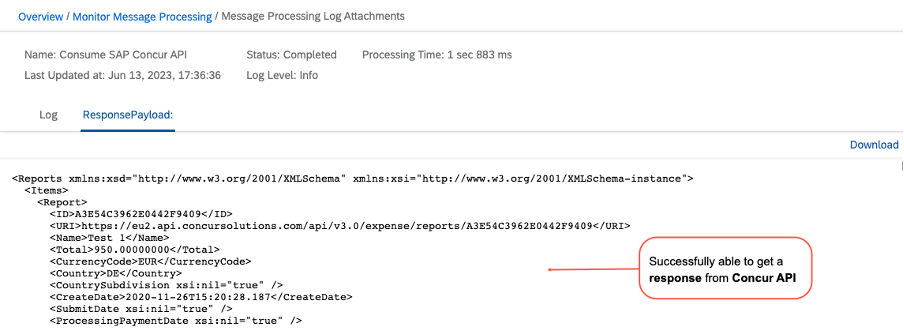 Overview / Monitor Message Processing / Message Processing Log Attachments
Name: Consume SAP Concur API Status: Completed Processing Time: 1 sec 883 ms
Last Updated at: Jun 13, 2023, 17:36:36 Log Level: Info
Log ResponsePayload:
Download
<Reports xmlns:xsd="http://www.w3.org/2001/XMLSchema" xmlns:xsi="http://www.w3.org/2001/XMLSchema-instance">
<Items>
<Report>
<ID>A3E54C3962E0442F9409</ID>
<URI>https://eu2.api.concursolutions.com/api/v3.0/expense/reports/A3E54C3962E0442F9409</URI>
<Name>Test 1</Name>
<Total>950.00000000</Total>
<CurrencyCode>EUR</CurrencyCode>
<Country>DE</Country>
<CountrySubdivision xsi:nil="true" />
<CreateDate>2020-11-26T15:20:28.187</CreateDate>
<SubmitDate xsi:nil="true" />
<ProcessingPaymentDate xsi:nil="true" />
Successfully able to get a
response from Concur API